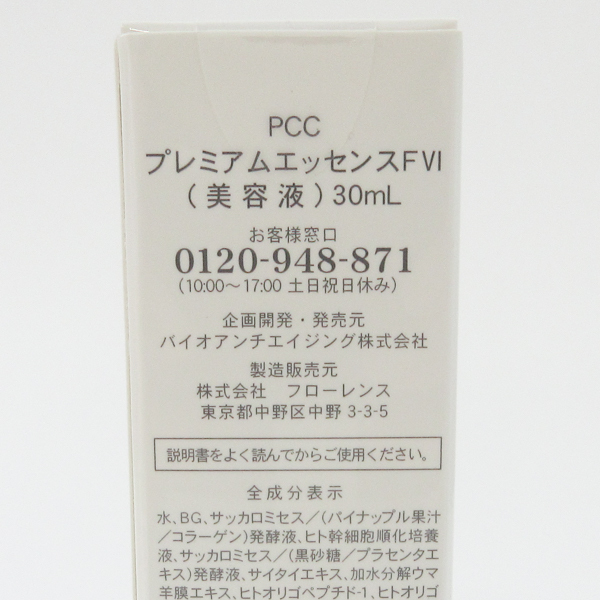 PCC
プレミアムエッセンスFⅥ
(美容液)30mL
お客様窓口
0120-948-871
(10:00〜17:00 土日祝日休み)
企画開発・発売元
バイオアンチエイジング株式会社
製造販売元
株式会社 フローレンス
東京都中野区中野 3-3-5
説明書をよく読んでからご使用ください。
全成分表示
水、BG、サッカロミセス/(パイナップル果汁
/コラーゲン)発酵液、ヒト幹細胞順化培養
液、サッカロミセス/(黒砂糖/プラセンタエ
キス)発酵液、サイタイエキス、加水分解ウマ
羊膜エキス、ヒトオリゴペプチド-1、ヒトオリゴ